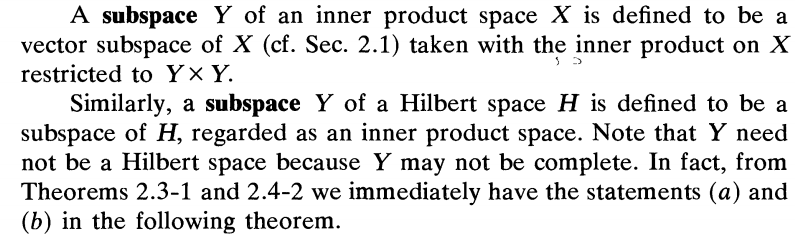 A subspace Y of an inner product space X is defined to be a
vector subspace of X (cf. Sec. 2.1) taken with the inner product on X
restricted to Y×Y.
Similarly, a subspace Y of a Hilbert space H is defined to be a
subspace of H, regarded as an inner product space. Note that Y need
not be a Hilbert space because Y may not be complete. In fact, from
Theorems 2.3-1 and 2.4-2 we immediately have the statements (a) and
(b) in the following theorem.